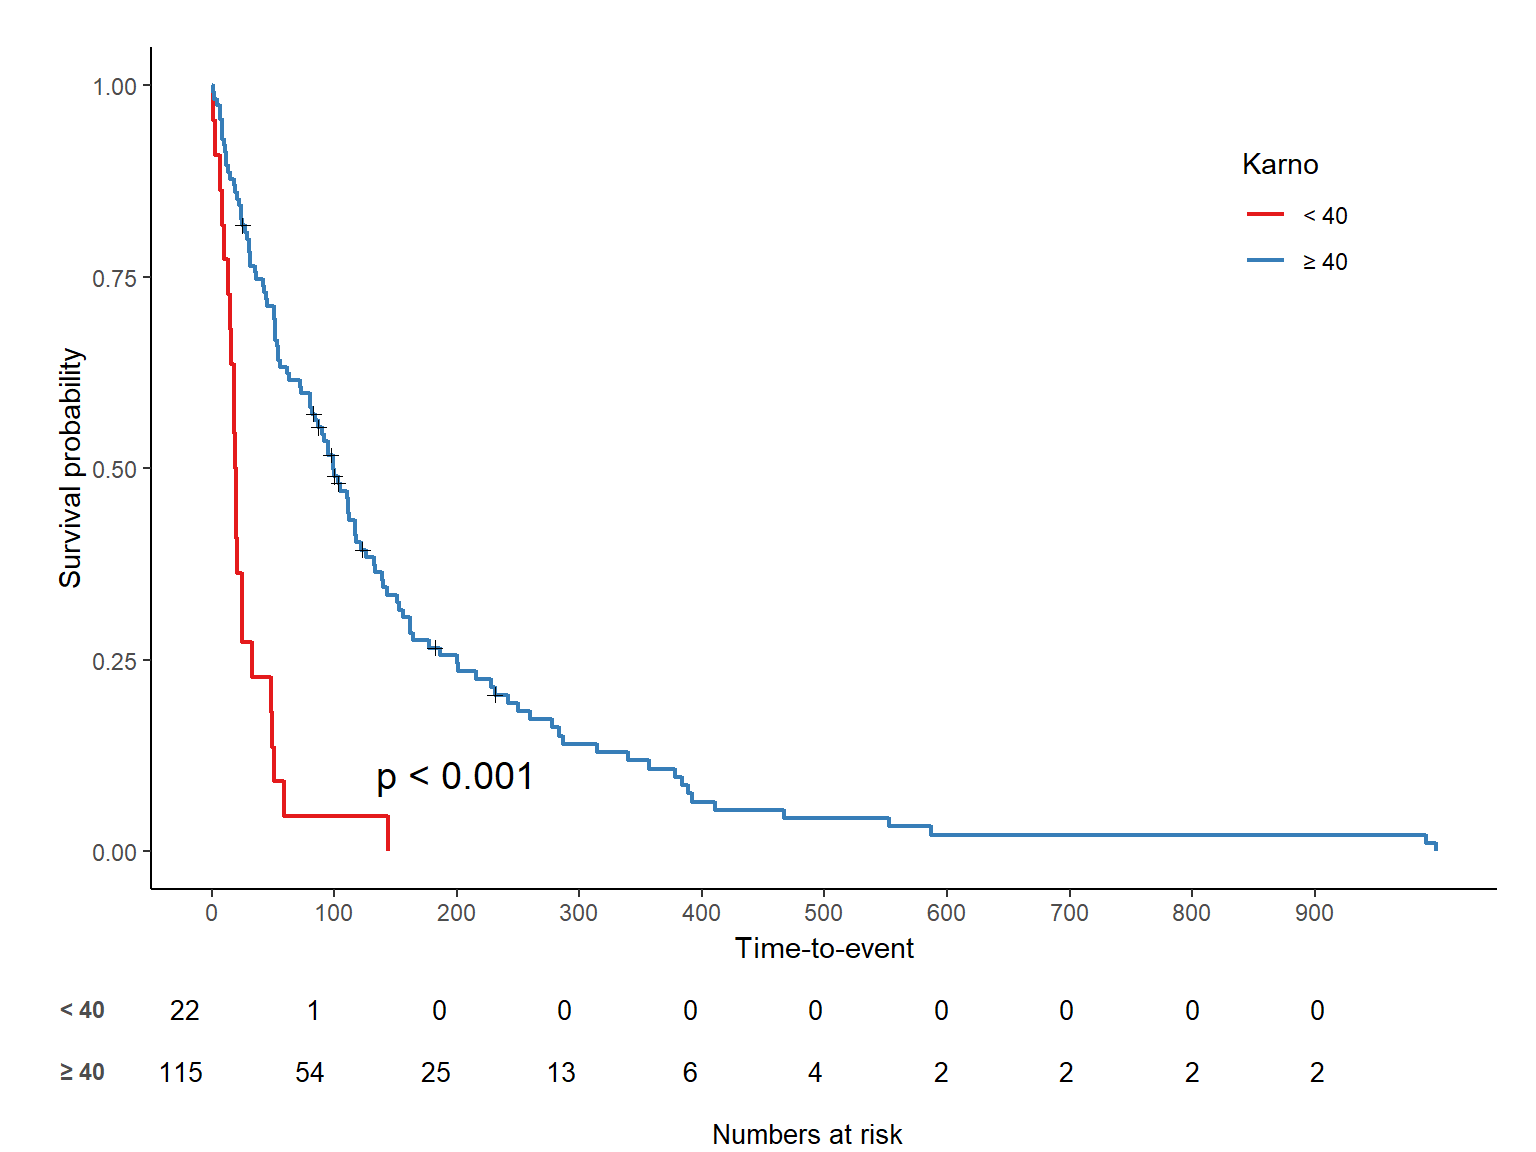 1.00
0.75
0.50
0.25
0.00
Survival probability
Karno
< 40
≥ 40
p < 0.001
0 100 200 300 400 500 600 700 800 900
Time-to-event
< 40 22 1 0 0 0 0 0 0 0 0
≥ 40 115 54 25 13 6 4 2 2 2 2
Numbers at risk